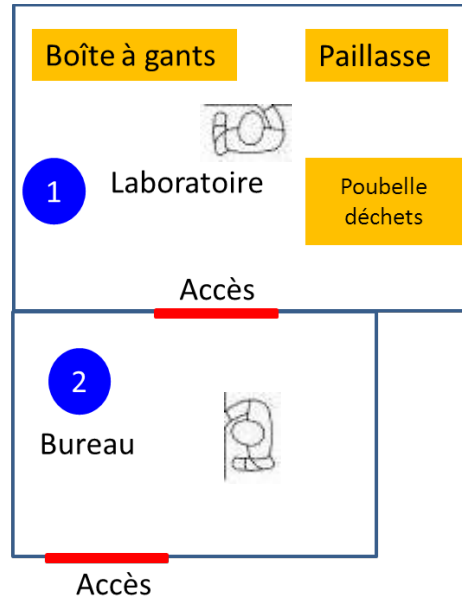 Boîte à gants
Paillasse
1
Laboratoire
Poubelle
déchets
Accès
2
Bureau
Accès